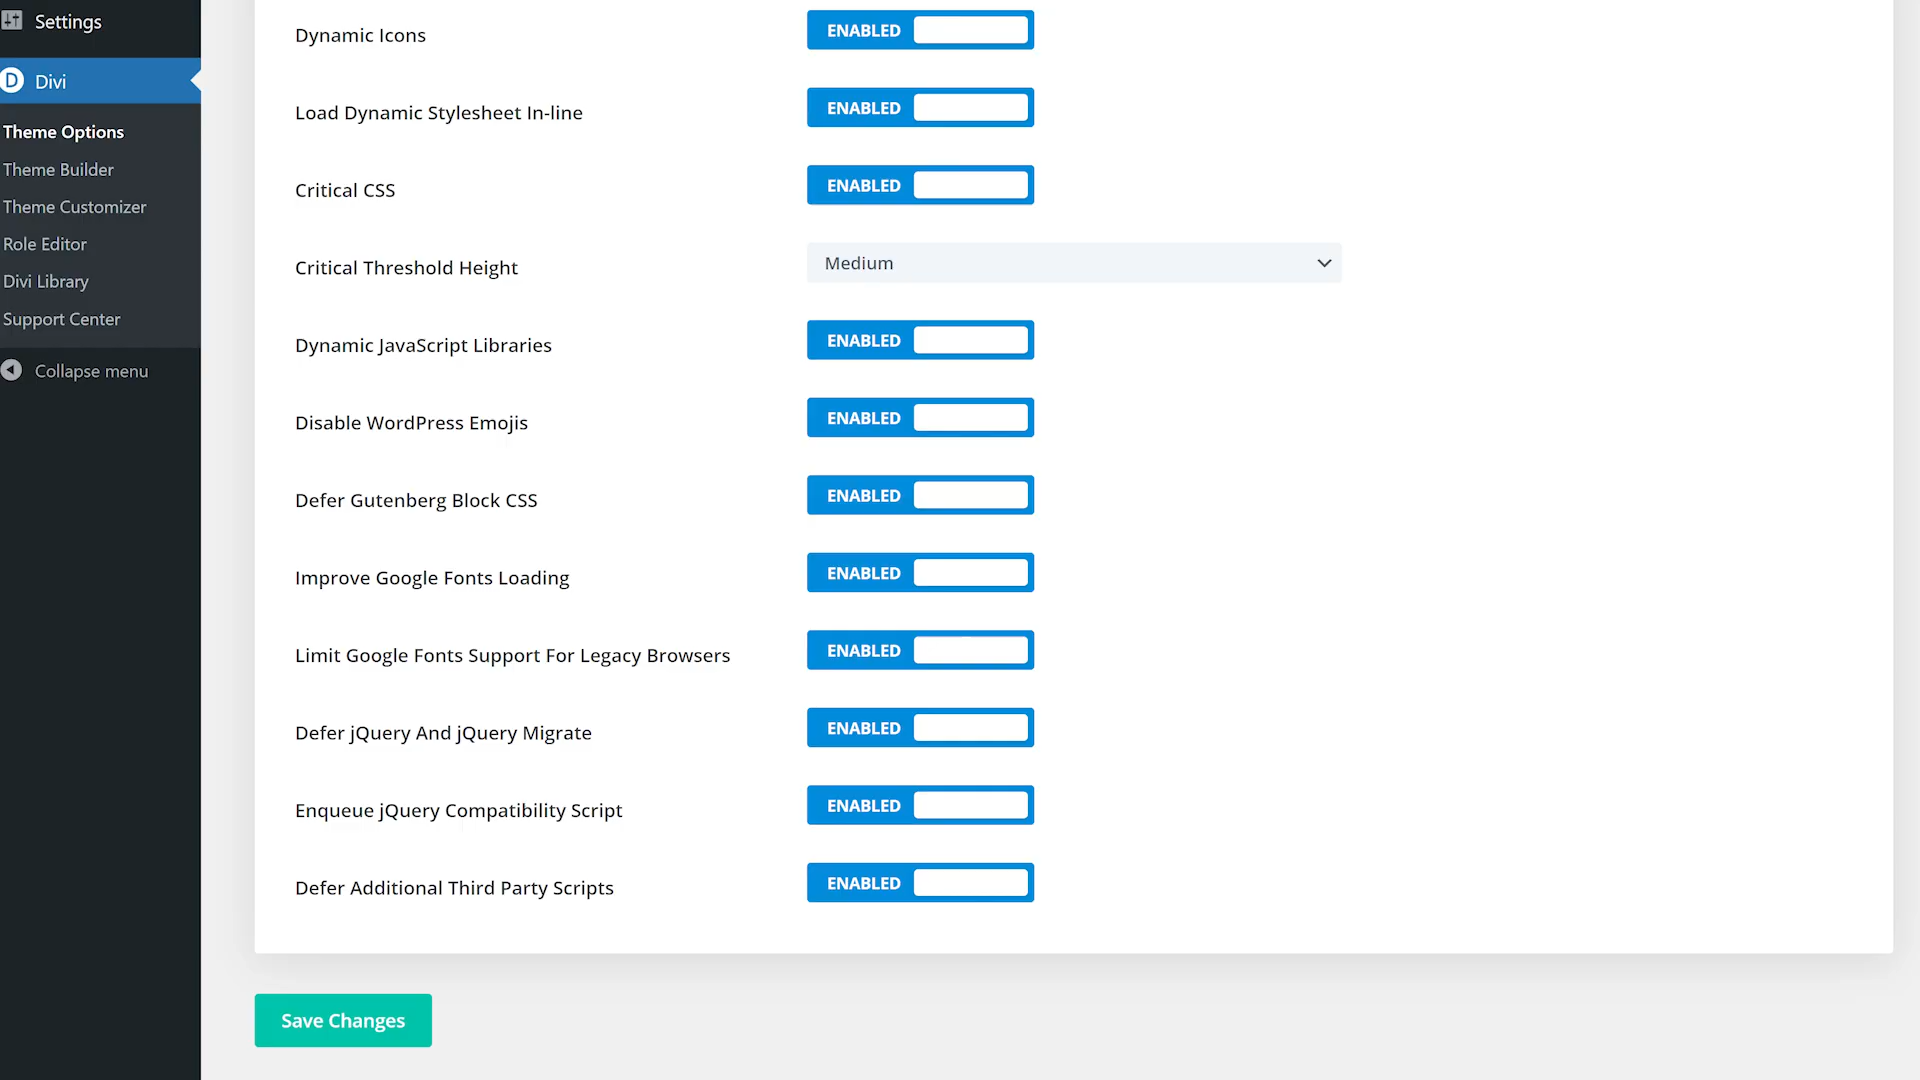 Settings
D Divi
Theme Options
Theme Builder
Theme Customizer
Role Editor
Divi Library
Support Center
Collapse menu
Dynamic Icons ENABLED
Load Dynamic Stylesheet In-line ENABLED
Critical CSS ENABLED
Critical Threshold Height Medium
Dynamic JavaScript Libraries ENABLED
Disable WordPress Emojis ENABLED
Defer Gutenberg Block CSS ENABLED
Improve Google Fonts Loading ENABLED
Limit Google Fonts Support For Legacy Browsers ENABLED
Defer jQuery And jQuery Migrate ENABLED
Enqueue jQuery Compatibility Script ENABLED
Defer Additional Third Party Scripts ENABLED
Save Changes